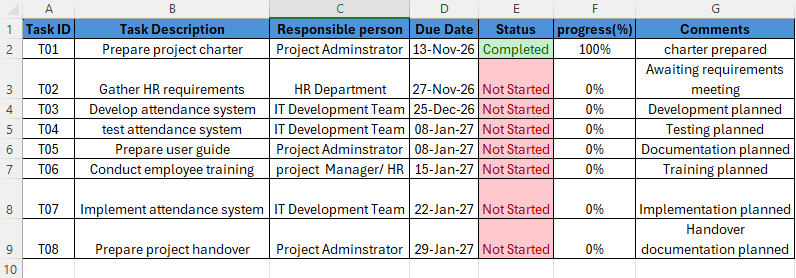 A B C D E F G
1 Task ID Task Description Responsible person Due Date Status progress(%) Comments
2 T01 Prepare project charter Project Adminstrator 13-Nov-26 Completed 100% charter prepared
3 T02 Gather HR requirements HR Department 27-Nov-26 Not Started 0% Awaiting requirements meeting
4 T03 Develop attendance system IT Development Team 25-Dec-26 Not Started 0% Development planned
5 T04 test attendance system IT Development Team 08-Jan-27 Not Started 0% Testing planned
6 T05 Prepare user guide Project Adminstrator 08-Jan-27 Not Started 0% Documentation planned
7 T06 Conduct employee training project Manager/ HR 15-Jan-27 Not Started 0% Training planned
8 T07 Implement attendance system IT Development Team 22-Jan-27 Not Started 0% Implementation planned
9 T08 Prepare project handover Project Adminstrator 29-Jan-27 Not Started 0% Handover documentation planned
10